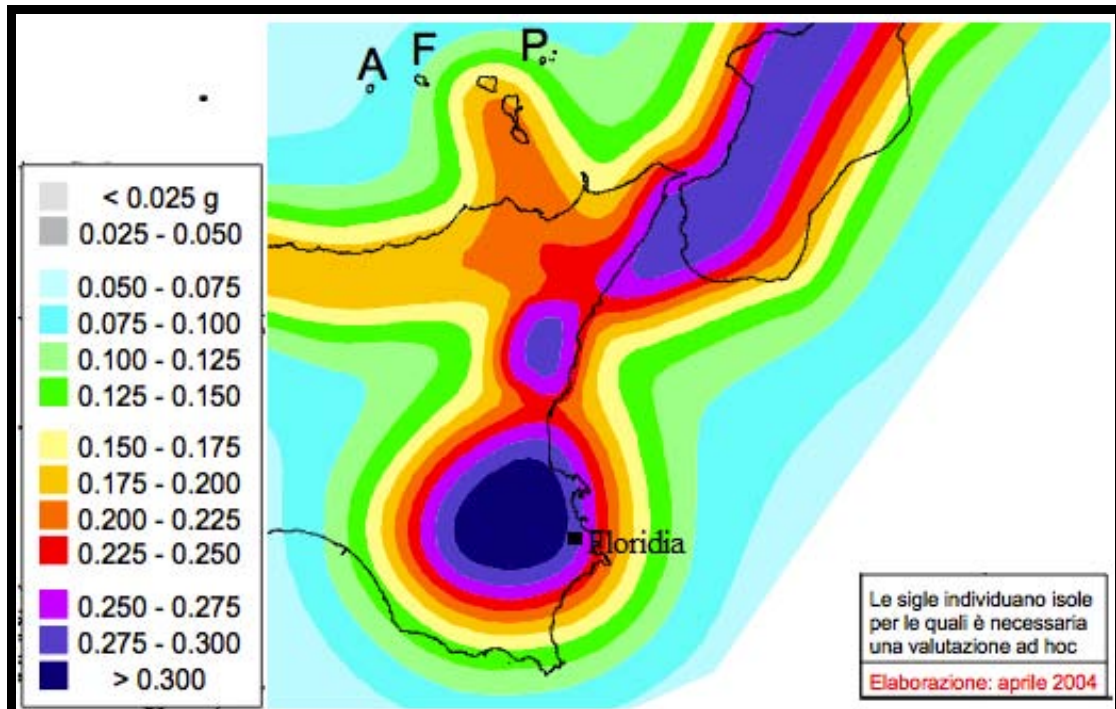 A
F
P
< 0.025 g
0.025 - 0.050
0.050 - 0.075
0.075 - 0.100
0.100 - 0.125
0.125 - 0.150
0.150 - 0.175
0.175 - 0.200
0.200 - 0.225
0.225 - 0.250
0.250 - 0.275
0.275 - 0.300
> 0.300
Floridia
Le sigle individuano isole
per le quali è necessaria
una valutazione ad hoc
Elaborazione: aprile 2004